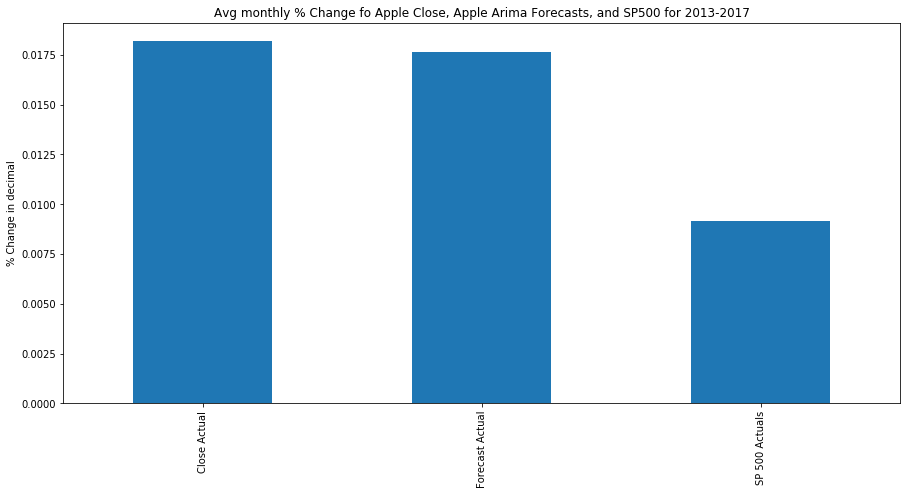 Avg monthly % Change fo Apple Close, Apple Arima Forecasts, and SP500 for 2013-2017
% Change in decimal
0.0175
0.0150
0.0125
0.0100
0.0075
0.0050
0.0025
0.0000
Close Actual
Forecast Actual
SP 500 Actuals